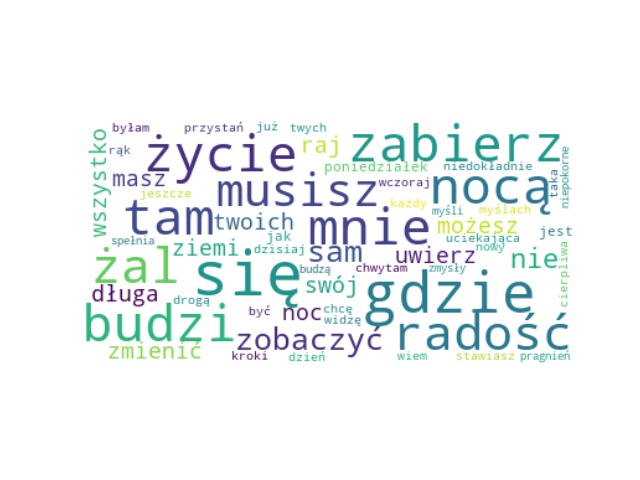 byłam przystań już twych
wszystko rąk życie raj zabierz
poniedziałek niedokładnie
masz musisz wczoraj nocą taka niepokorne
jeszcze każdy
tam twoich mnie myśli myślach
możesz jest
spełnia ziemi jak dzisiaj sam uciekająca nowy
żal się budzą chwytam uwierz zmysły nie cierpliwa
długa drogą swój gdzie
budzi być noc chcę widzę radość
zobaczyć
zmienić kroki dzień wiem stawiasz pragnień